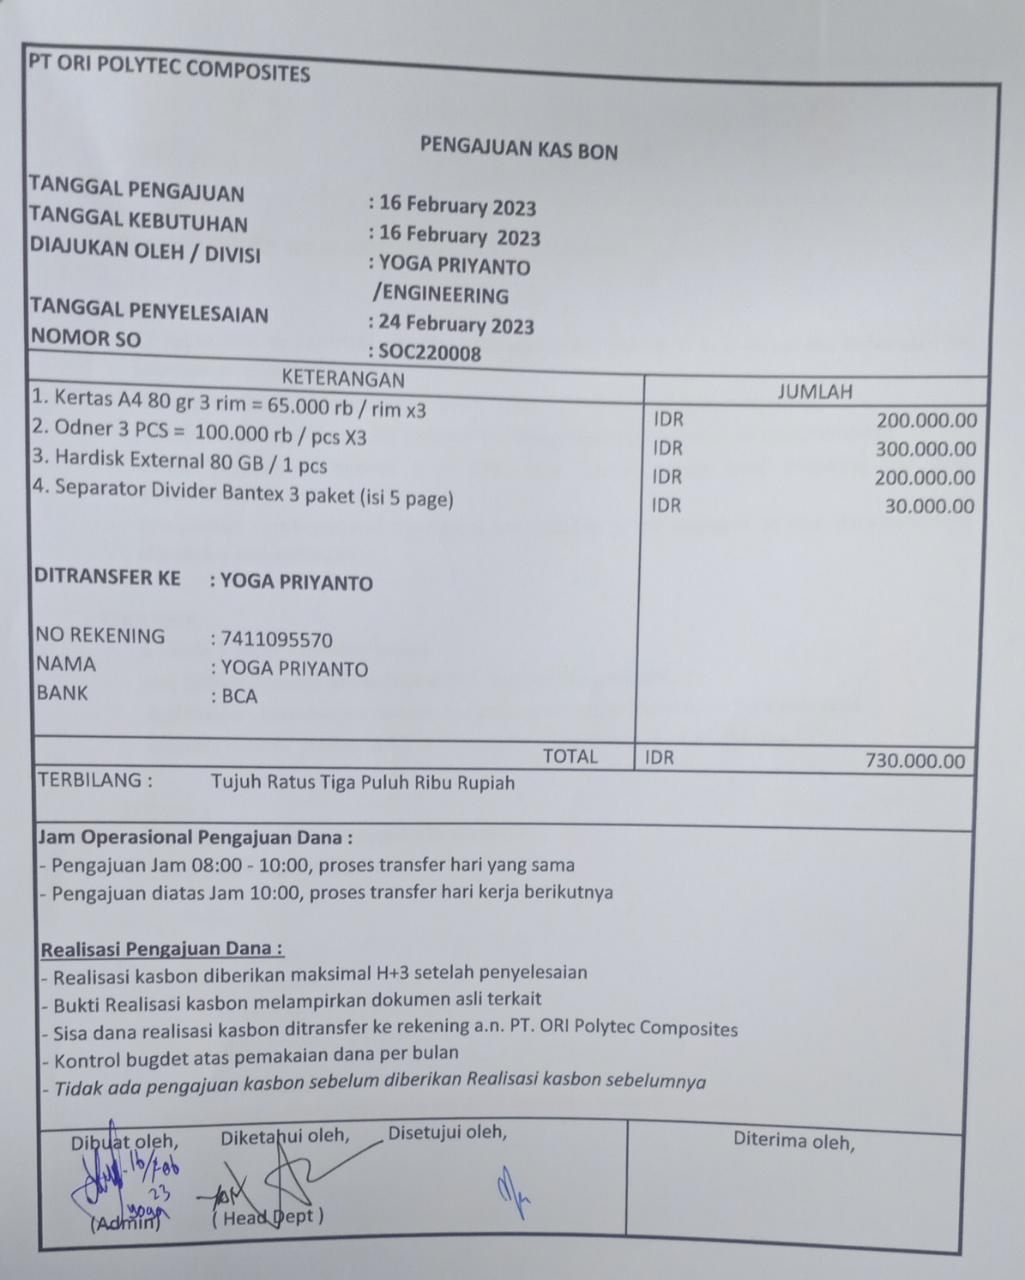 PT ORI POLYTEC COMPOSITES
PENGAJUAN KAS BON
TANGGAL PENGAJUAN : 16 February 2023
TANGGAL KEBUTUHAN : 16 February 2023
DIAJUKAN OLEH / DIVISI : YOGA PRIYANTO
/ENGINEERING
TANGGAL PENYELESAIAN : 24 February 2023
NOMOR SO : SOC220008
KETERANGAN JUMLAH
1. Kertas A4 80 gr 3 rim = 65.000 rb / rim x3 IDR 200.000.00
2. Odner 3 PCS = 100.000 rb / pcs X3 IDR 300.000.00
3. Hardisk External 80 GB / 1 pcs IDR 200.000.00
4. Separator Divider Bantex 3 paket (isi 5 page) IDR 30.000.00
DITRANSFER KE : YOGA PRIYANTO
NO REKENING : 7411095570
NAMA : YOGA PRIYANTO
BANK : BCA
TOTAL IDR 730.000.00
TERBILANG : Tujuh Ratus Tiga Puluh Ribu Rupiah
Jam Operasional Pengajuan Dana :
- Pengajuan Jam 08:00 - 10:00, proses transfer hari yang sama
- Pengajuan diatas Jam 10:00, proses transfer hari kerja berikutnya
Realisasi Pengajuan Dana :
- Realisasi kasbon diberikan maksimal H+3 setelah penyelesaian
- Bukti Realisasi kasbon melampirkan dokumen asli terkait
- Sisa dana realisasi kasbon ditransfer ke rekening a.n. PT. ORI Polytec Composites
- Kontrol bugdet atas pemakaian dana per bulan
- Tidak ada pengajuan kasbon sebelum diberikan Realisasi kasbon sebelumnya
Dibuat oleh, Diketahui oleh, Disetujui oleh, Diterima oleh,
16/Feb
23
yoga
(Admin) ( Head Dept )